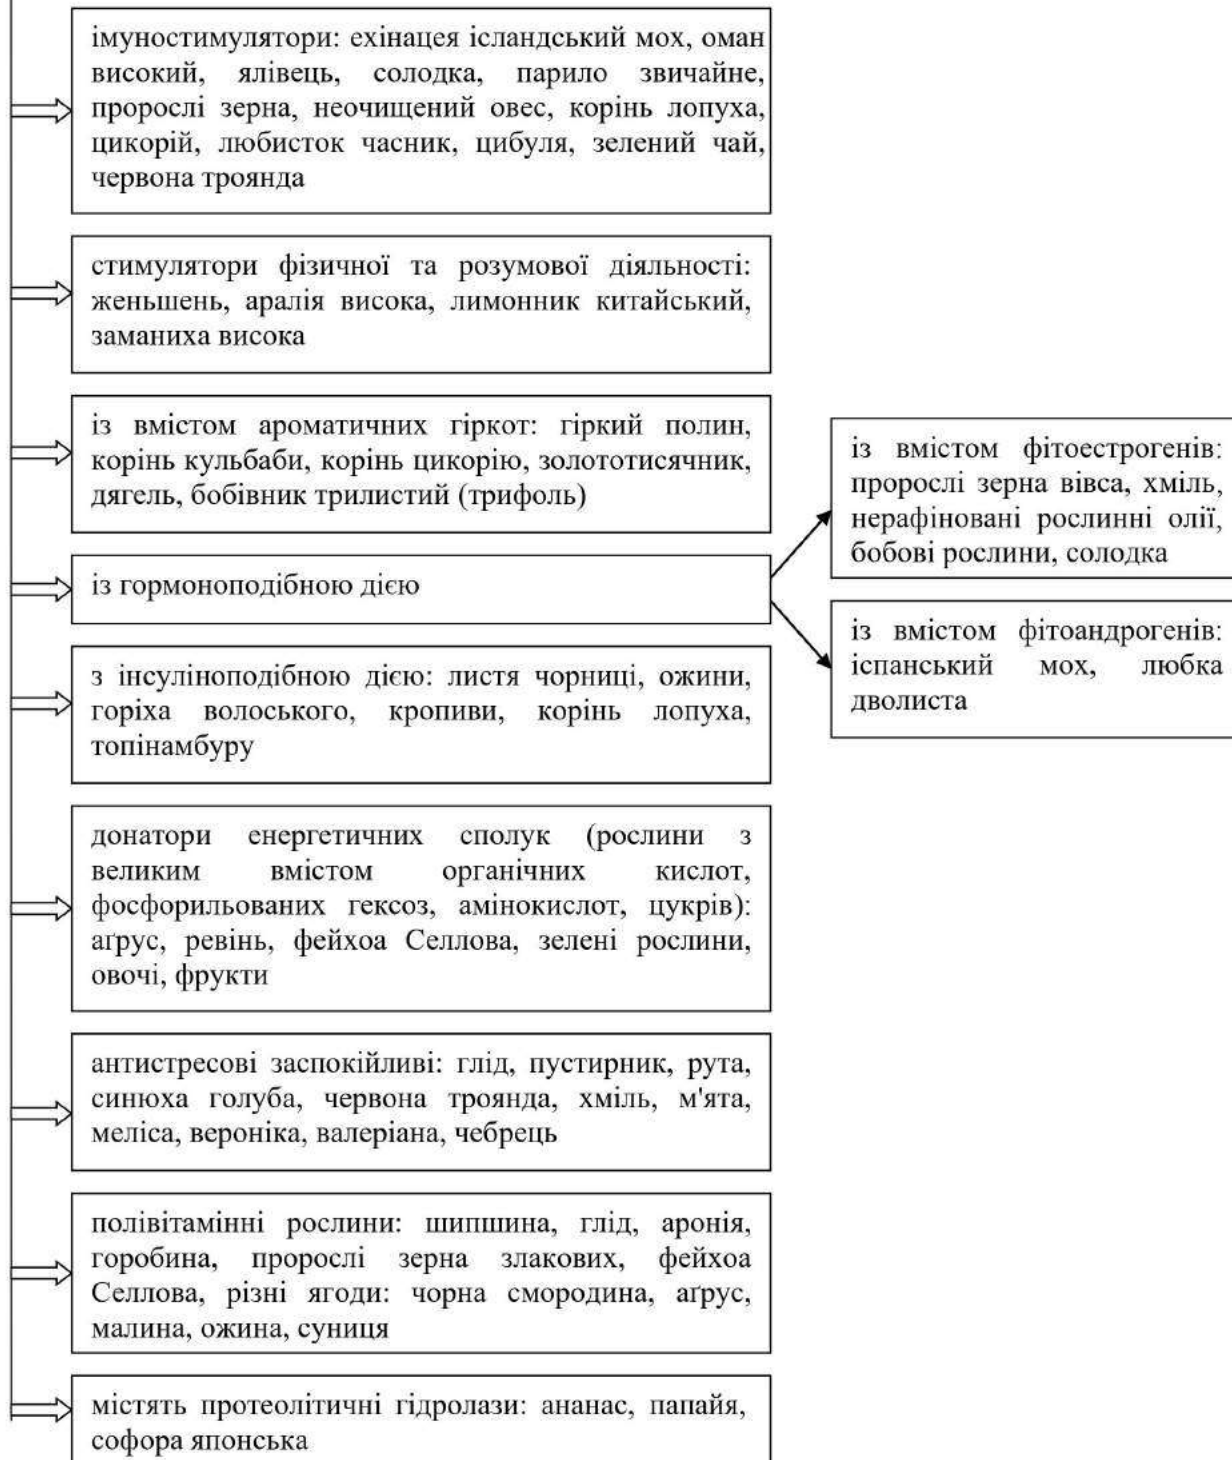 імуностимулятори: ехінацея ісландський мох, оман
високий, ялівець, солодка, парило звичайне,
пророслі зерна, неочищений овес, корінь лопуха,
цикорій, любисток часник, цибуля, зелений чай,
червона троянда
стимулятори фізичної та розумової діяльності:
женьшень, аралія висока, лимонник китайський,
заманиха висока
із вмістом ароматичних гіркот: гіркий полин,
корінь кульбаби, корінь цикорію, золототисячник,
дягель, бобівник трилистий (трифоль)
із гормоноподібною дією
із вмістом фітоестрогенів:
пророслі зерна вівса, хміль,
нерафіновані рослинні олії,
бобові рослини, солодка
із вмістом фітоандрогенів:
іспанський мох, любка
дволиста
з інсуліноподібною дією: листя чорниці, ожини,
горіха волоського, кропиви, корінь лопуха,
топінамбуру
донатори енергетичних сполук (рослини з
великим вмістом органічних кислот,
фосфорильованих гексоз, амінокислот, цукрів):
аґрус, ревінь, фейхоа Селлова, зелені рослини,
овочі, фрукти
антистресові заспокійливі: глід, пустирник, рута,
синюха голуба, червона троянда, хміль, м'ята,
меліса, вероніка, валеріана, чебрець
полівітамінні рослини: шипшина, глід, аронія,
горобина, пророслі зерна злакових, фейхоа
Селлова, різні ягоди: чорна смородина, аґрус,
малина, ожина, суниця
містять протеолітичні гідролази: ананас, папайя,
софора японська